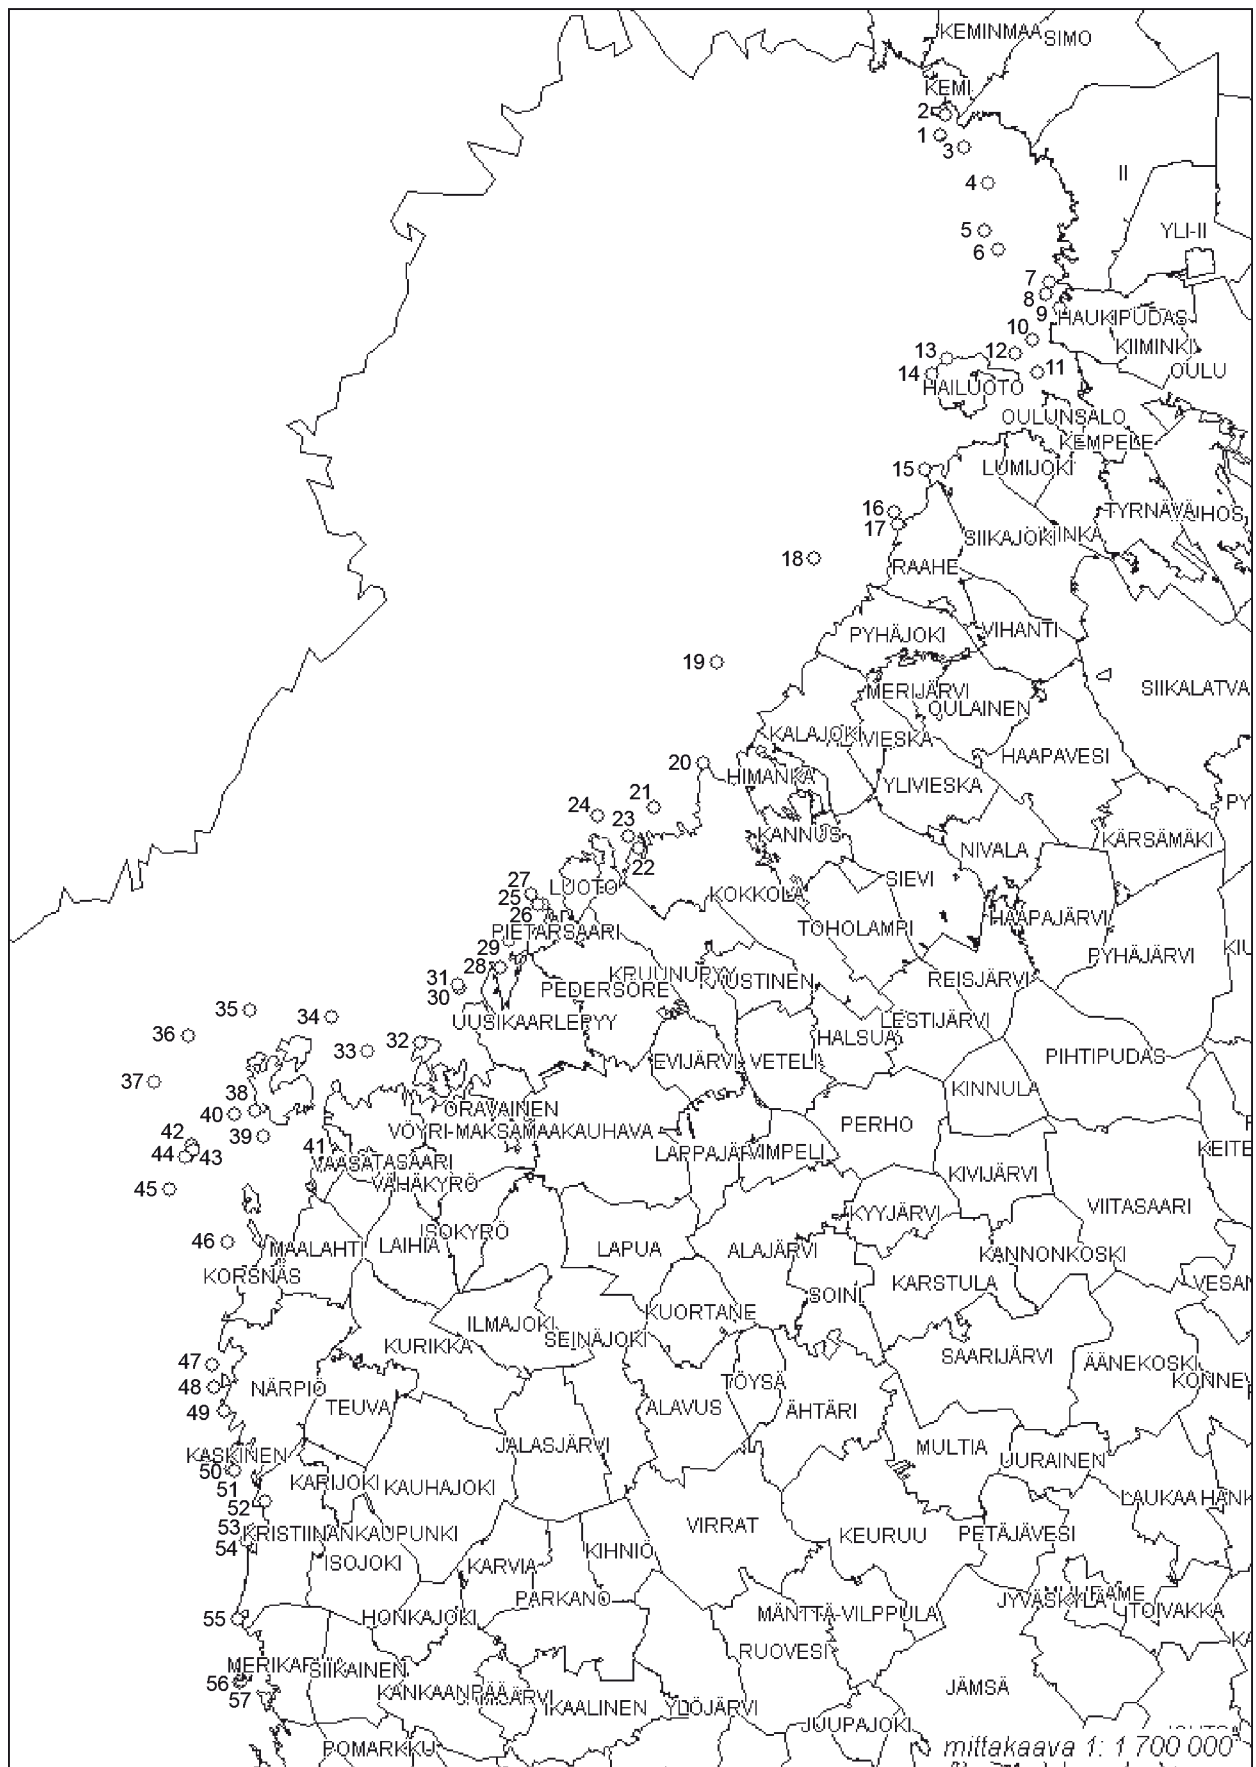 KEMINMAA SIMO
KEMI
2
1
3
II
4
5
YLI-II
6
7
8
9
HAUKIPUDAS
10
KIIMINKI
12
13
11
OULU
14
HAILUOTO
OULUNSALO
KEMPELE
15
LUMIJOKI
16
TYRNÄVÄ
17
SIIKAJOKI
18
RAAHE
PYHÄJOKI
VIHANTI
19
SIIKALATVA
MERIJÄRVI
OULAINEN
KALAJOKI
HAAPAVESI
20
HIMANKA
YLIVIESKA
21
24
23
KANNUS
KÄRSÄMÄKI
22
NIVALA
SIEVI
LUOTO
27
KOKKOLA
25
26
HAAPAJÄRVI
TOHOLAMPI
PIETARSAARI
29
PYHÄJÄRVI
28
KRUUNUPYY
REISJÄRVI
31
PEDERSÖRE
30
35
34
UUSIKAARLEPYY
LESTIJÄRVI
36
32
HALSUA
33
PIHTIPUDAS
EVIJÄRVI
VETELI
37
KINNULA
38
40
ORAVAINEN
PERHO
42
39
VÖYRI-MAKSAMAA
KAUHAVA
41
44
43
VIMPELI
KIVIJÄRVI
VÄHÄKYRÖ
45
VIITASAARI
KYYJÄRVI
ISOKYRÖ
46
MAALAHTI
LAIHIA
LAPUA
ALAJÄRVI
KANNONKOSKI
KORSNÄS
KARSTULA
SOINI
KUORTANE
ILMAJOKI
SEINÄJOKI
KURIKKA
SAARIJÄRVI
47
ÄÄNEKOSKI
48
NÄRPIÖ
TÖYSÄ
TEUVA
49
ALAVUS
ÄHTÄRI
JALASJÄRVI
MULTIA
KASKINEN
UURAINEN
50
KARIJOKI
KAUHAJOKI
51
LAUKAA
52
VIRRAT
53
KRISTIINANKAUPUNKI
KEURUU
PETÄJÄVESI
54
KIHNIÖ
ISOJOKI
KARVIA
PARKANO
JYVÄSKYLÄ
TOIVAKKA
55
HONKAJOKI
MÄNTTÄ-VILPPULA
RUOVESI
SIIKAINEN
56
KANKAANPÄÄ
JÄMSÄ
57
IKAALINEN
YLÖJÄRVI
JUUPAJOKI
POMARKKU
mittakaava 1: 1 700 000